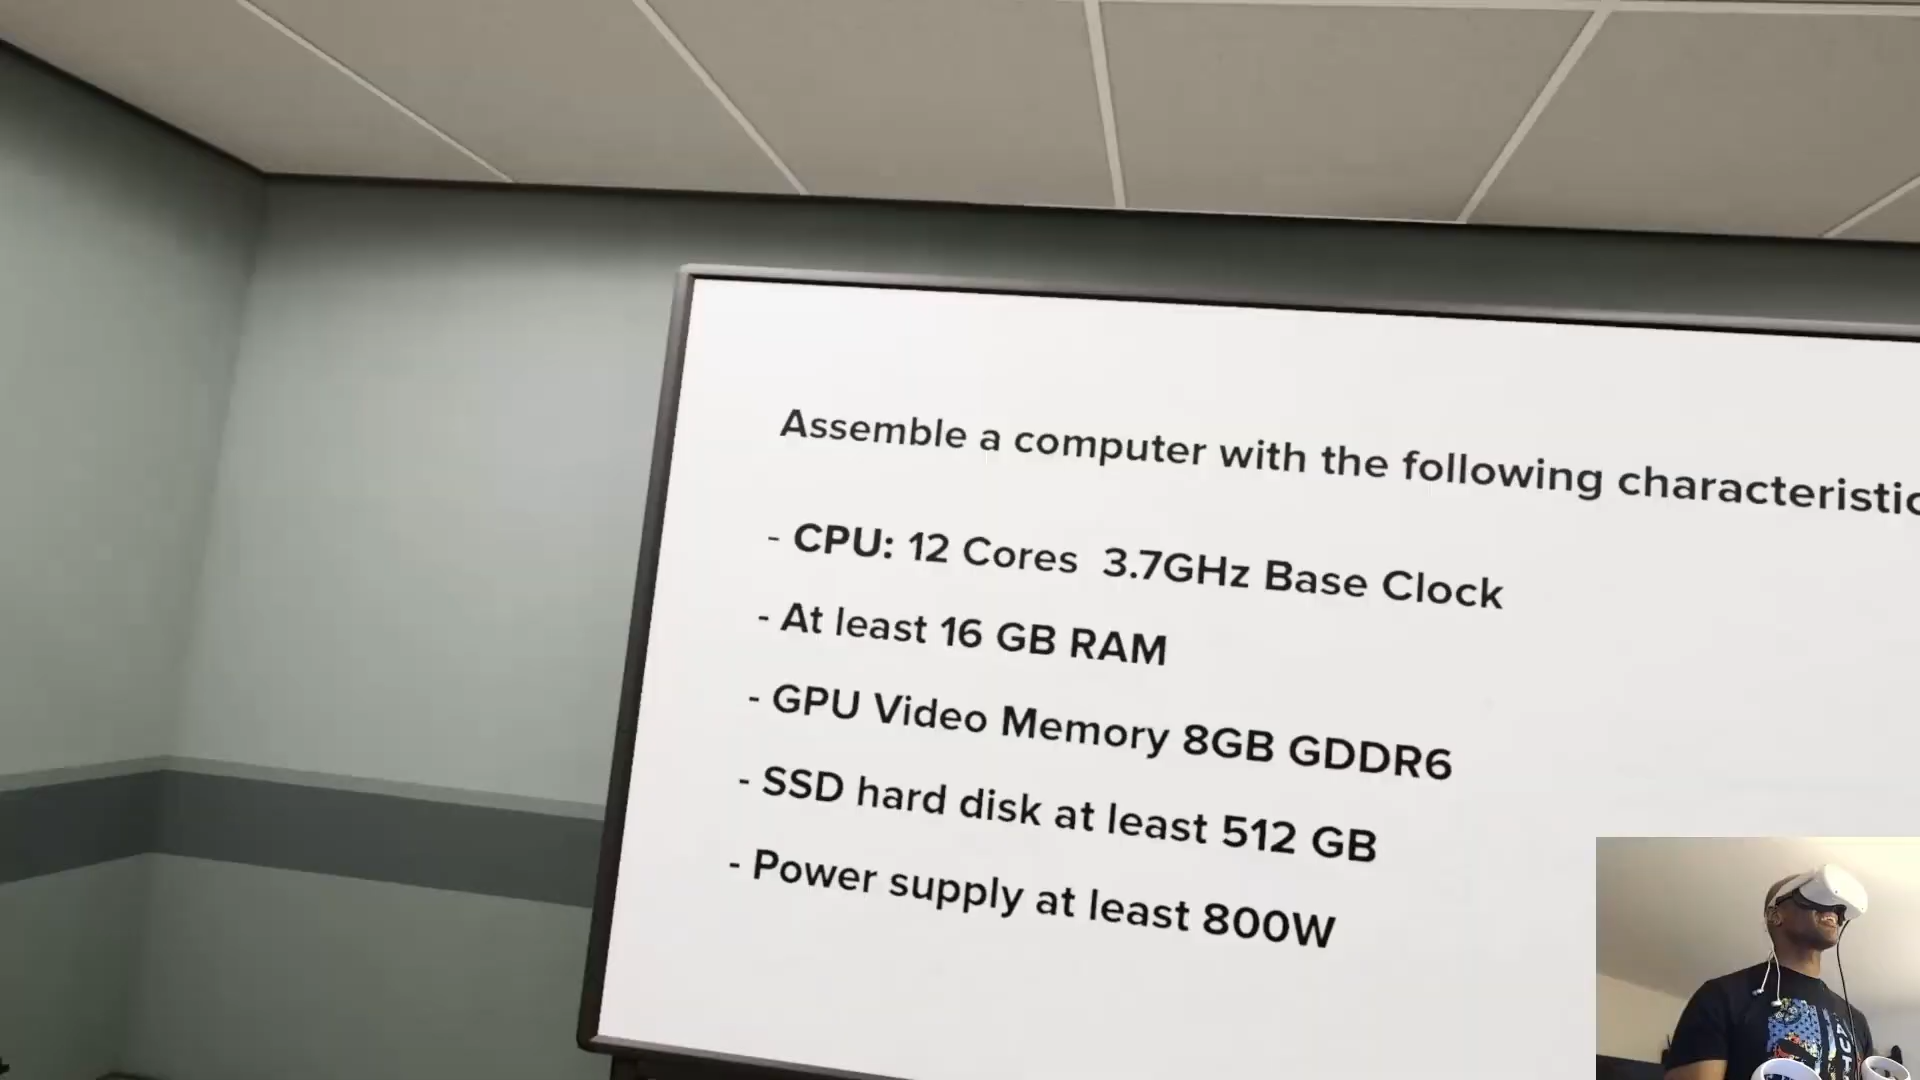 Assemble a computer with the following
- CPU: 12 Cores 3.7GHz Base Clock
- At least 16 GB RAM
- GPU Video Memory 8GB GDDR6
- SSD hard disk at least 512 GB
- Power supply at least 800W